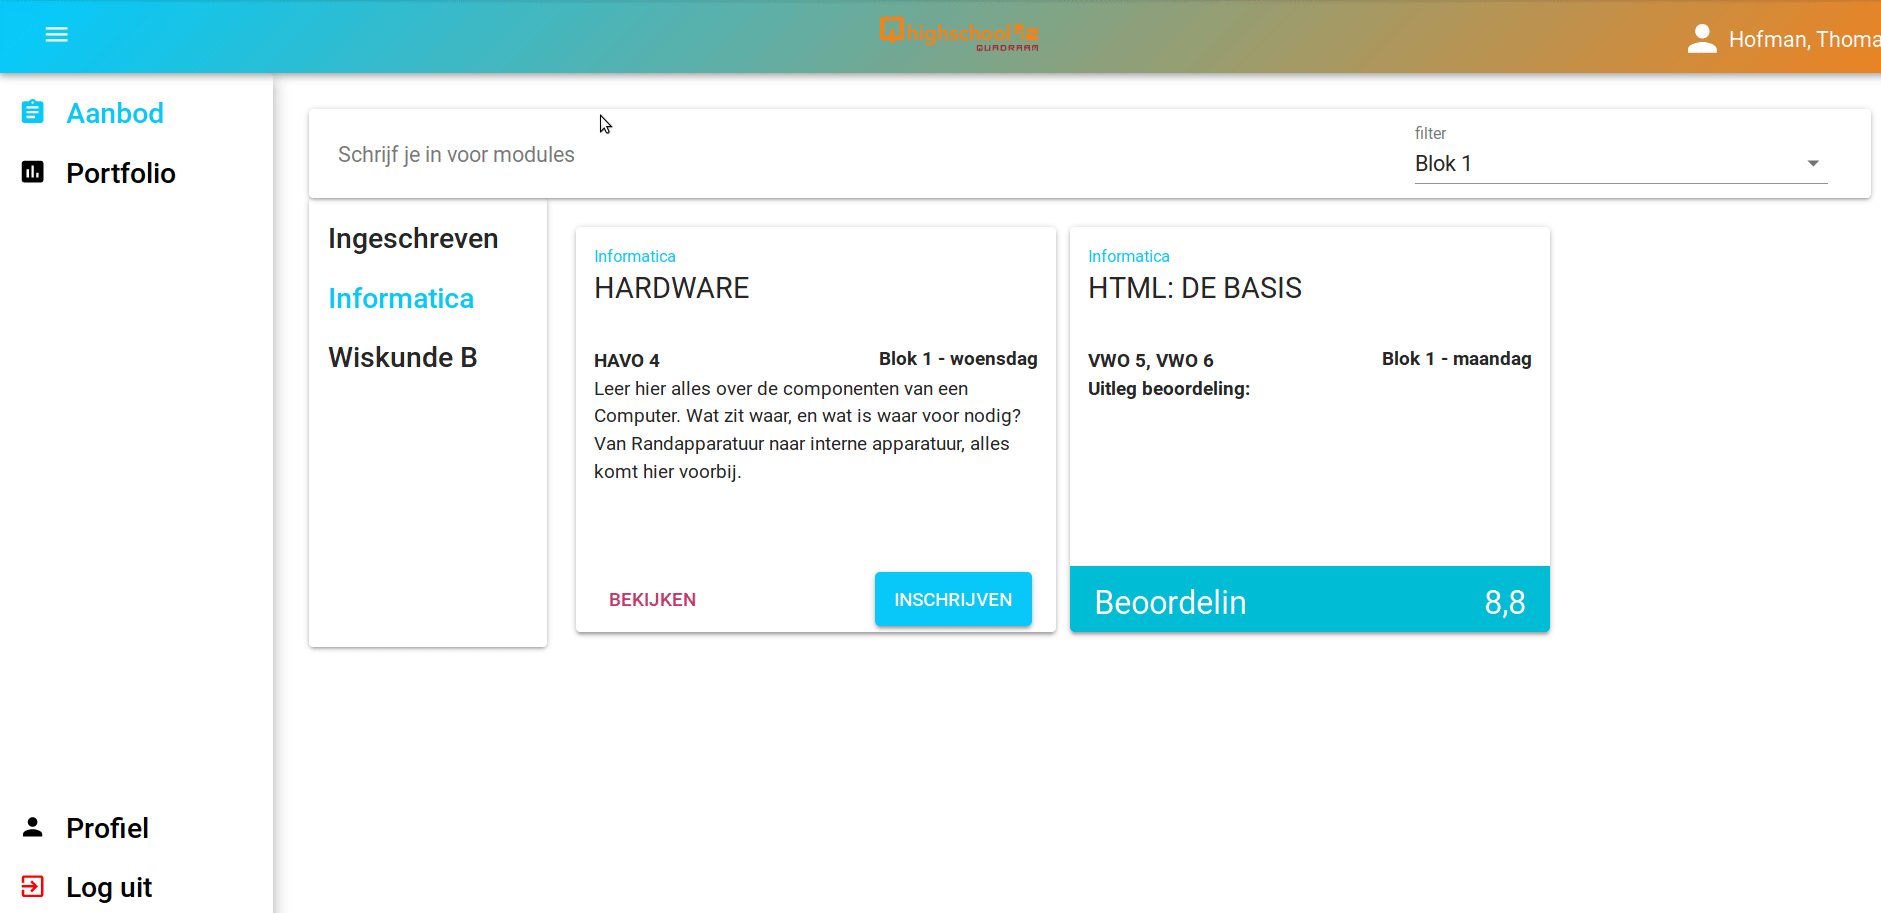 highschool
QUADRAAM
Hofman, Thoma
Aanbod
Portfolio
Profiel
Log uit
Schrijf je in voor modules
filter
Blok 1
Ingeschreven
Informatica
Wiskunde B
Informatica
HARDWARE
HAVO 4
Blok 1 - woensdag
Leer hier alles over de componenten van een
Computer. Wat zit waar, en wat is waar voor nodig?
Van Randapparatuur naar interne apparatuur, alles
komt hier voorbij.
BEKIJKEN
INSCHRIJVEN
Informatica
HTML: DE BASIS
VWO 5, VWO 6
Blok 1 - maandag
Uitleg beoordeling:
Beoordelin
8,8